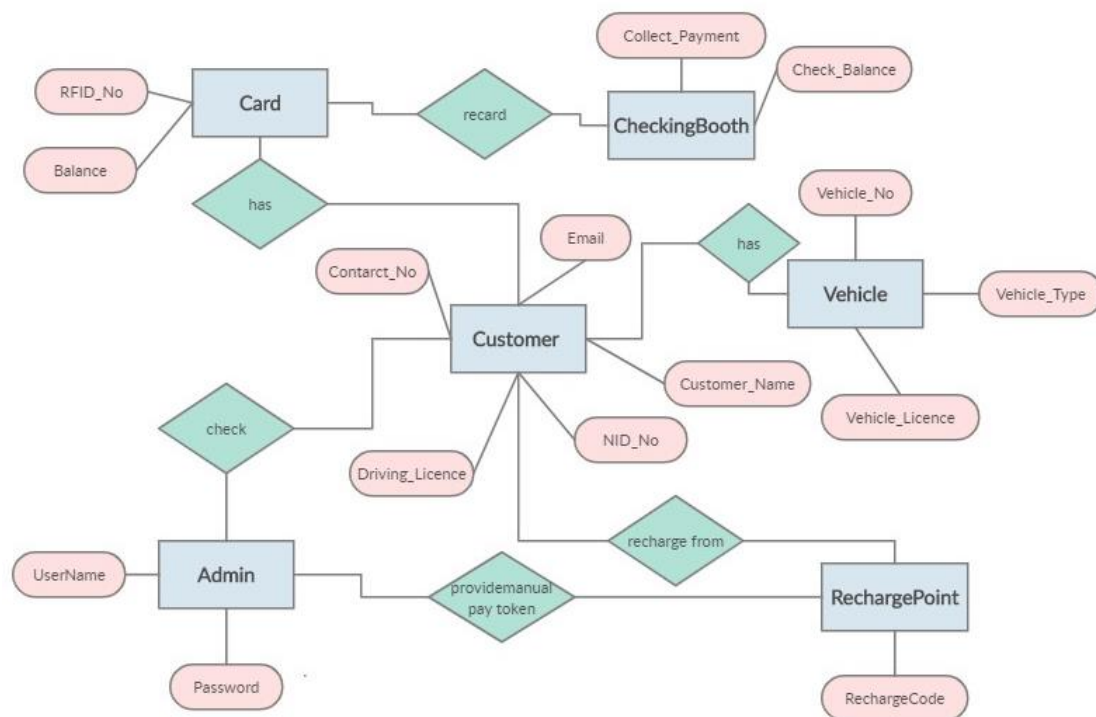 Collect_Payment
Check_Balance
RFID_No
Card
recard
CheckingBooth
Balance
has
Vehicle_No
Email
has
Contarct_No
Vehicle
Vehicle_Type
Customer
Customer_Name
Vehicle_Licence
check
NID_No
Driving_Licence
recharge from
UserName
Admin
providemanual
pay token
RechargePoint
Password
RechargeCode